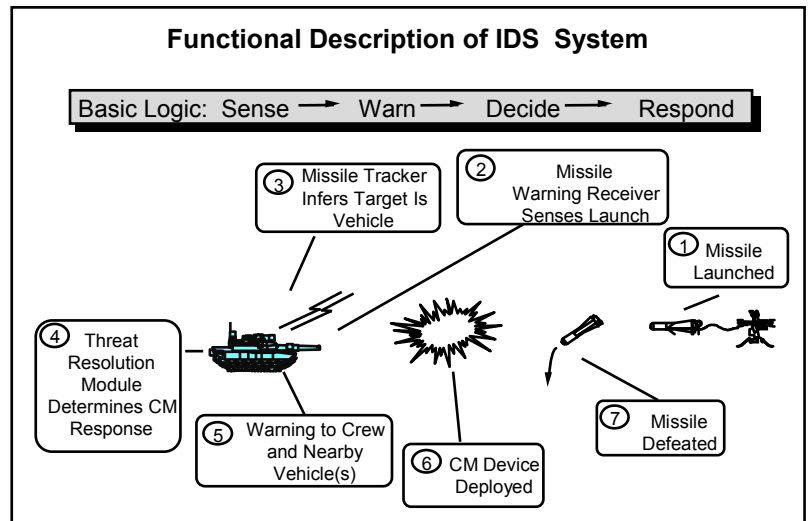 Functional Description of IDS System
Basic Logic: Sense Warn Decide Respond
3 Missile Tracker
Infers Target Is
Vehicle
2 Missile
Warning Receiver
Senses Launch
1 Missile
Launched
4 Threat
Resolution
Module
Determines CM
Response
5 Warning to Crew
and Nearby
Vehicle(s)
6 CM Device
Deployed
7 Missile
Defeated